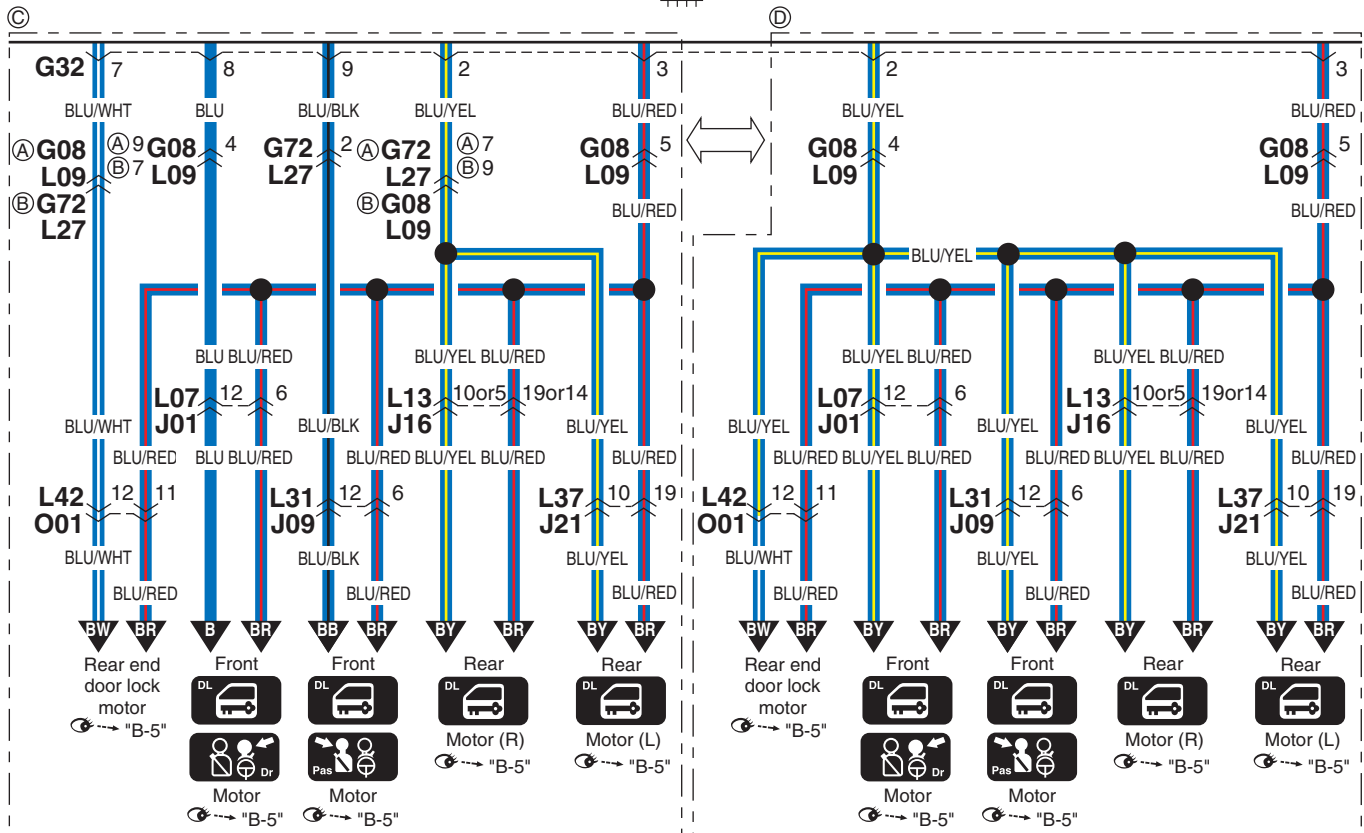 Ⓒ Ⓓ
G32 7 8 9 2 3 2 3
BLU/WHT BLU BLU/BLK BLU/YEL BLU/RED BLU/YEL BLU/RED
Ⓐ G08 Ⓐ 9 G08 4 G72 2 Ⓐ G72 Ⓐ 7 G08 5 G08 4 G08 5
L09 Ⓑ 7 L09 L27 L27 Ⓑ 9 L09 L09 L09
Ⓑ G72 Ⓑ G08 BLU/RED BLU/RED
L27 L09
BLU/YEL
BLU BLU/RED BLU/YEL BLU/RED BLU/YEL BLU/RED BLU/YEL BLU/RED
L07 12 6 L13 10or5 19or14 L07 12 6 L13 10or5 19or14
J01 J16 J01 J16
BLU/WHT BLU/BLK BLU/YEL BLU/YEL BLU/YEL BLU/YEL
BLU/RED BLU BLU/RED BLU/RED BLU/YEL BLU/RED BLU/RED BLU/RED BLU/YEL BLU/RED BLU/RED BLU/YEL BLU/RED BLU/RED
L42 12 11 L31 12 6 L37 10 19 L42 12 11 L31 12 6 L37 10 19
O01 J09 J21 O01 J09 J21
BLU/WHT BLU/BLK BLU/YEL BLU/WHT BLU/YEL BLU/YEL
BLU/RED BLU/RED BLU/RED BLU/RED BLU/RED BLU/RED
BW BR B BR BB BR BY BR BY BR BW BR BY BR BY BR BY BR BY BR
Rear end Front Front Rear Rear Rear end Front Front Rear Rear
door lock DL DL DL DL door lock DL DL DL DL
motor motor
"B-5" "B-5"
Motor (R) Motor (L) Motor (R) Motor (L)
"B-5" "B-5" "B-5" "B-5"
Dr Pas Dr Pas
Motor Motor Motor Motor
"B-5" "B-5" "B-5" "B-5"